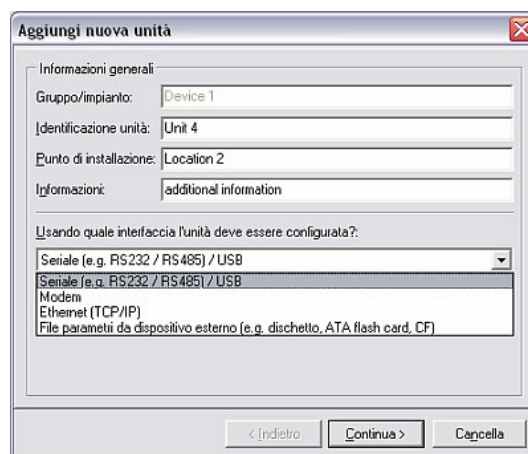 Aggiungi nuova unità
Informazioni generali
Gruppo/impianto: Device 1
Identificazione unità: Unit 4
Punto di installazione: Location 2
Informazioni: additional information
Usando quale interfaccia l'unità deve essere configurata?:
Seriale (e.g. RS232 / RS485) / USB
Seriale (e.g. RS232 / RS485) / USB
Modem
Ethernet (TCP/IP)
File parametri da dispositivo esterno (e.g. dischetto, ATA flash card, CF)
< Indietro Continua > Cancella